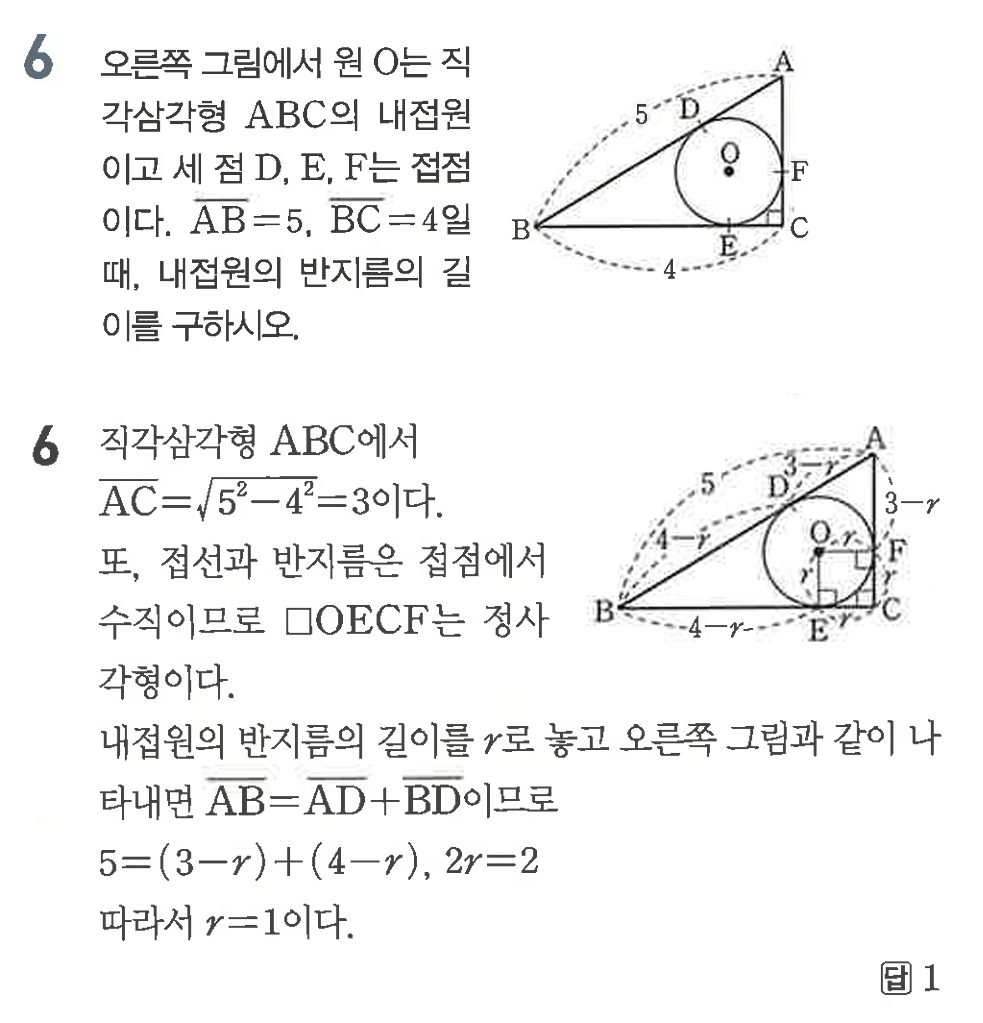 6
오른쪽 그림에서 원 O는 직
각삼각형 ABC의 내접원
이고 세 점 D, E, F는 접점
이다. \overline{AB}=5, \overline{BC}=4일
때, 내접원의 반지름의 길
이를 구하시오.
A
5
D
O
F
B
E
C
4
6
직각삼각형 ABC에서
\overline{AC}=√(5²-4²)=3이다.
또, 접선과 반지름은 접점에서
수직이므로 □OECF는 정사
각형이다.
A
3-r
5
D
3-r
4-r
O
r
F
r
r
B
C
4-r
E
r
내접원의 반지름의 길이를 r로 놓고 오른쪽 그림과 같이 나
타내면 \overline{AB}=\overline{AD}+\overline{BD}이므로
5=(3-r)+(4-r), 2r=2
따라서 r=1이다.
답 1